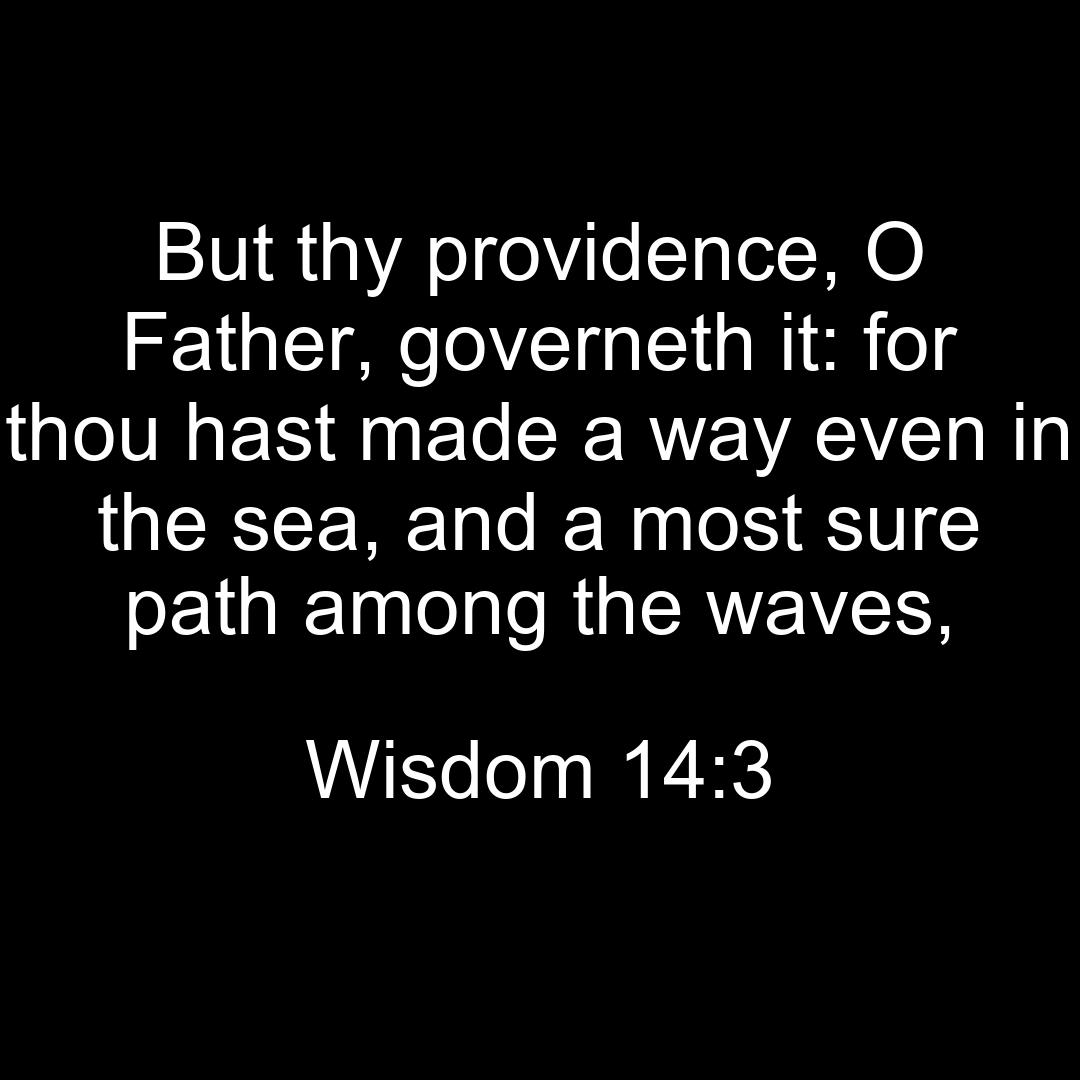 But thy providence, O
Father, governeth it: for
thou hast made a way even in
the sea, and a most sure
path among the waves,
Wisdom 14:3